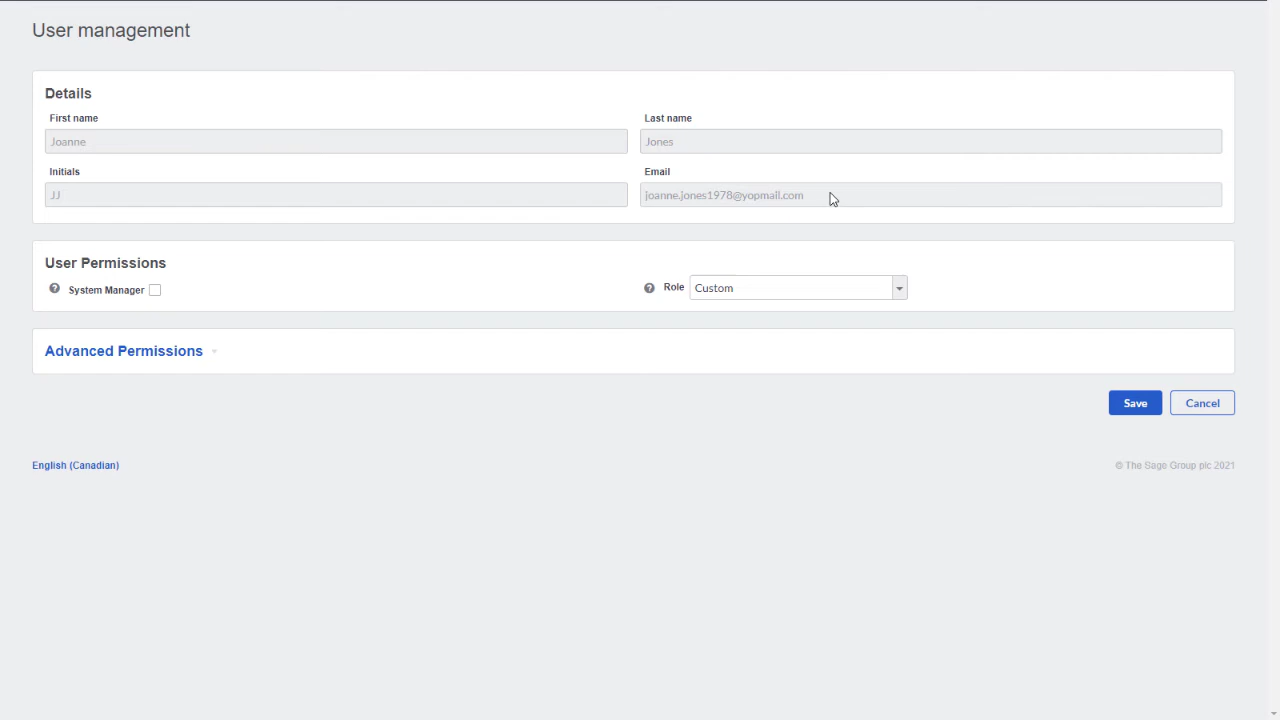 User management
Details
First name
Last name
Joanne
Jones
Initials
Email
JJ
joanne.jones1978@yopmail.com
User Permissions
System Manager
Role
Custom
Advanced Permissions
Save
Cancel
English (Canadian)
© The Sage Group plc 2021